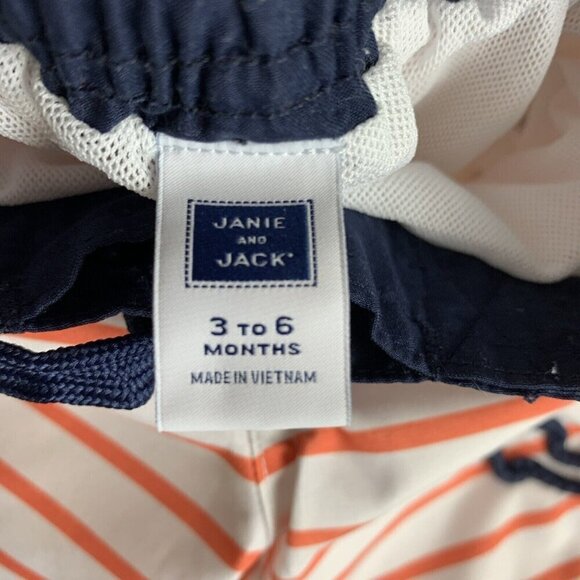 JANIE
AND
JACK®
3 TO 6
MONTHS
MADE IN VIETNAM